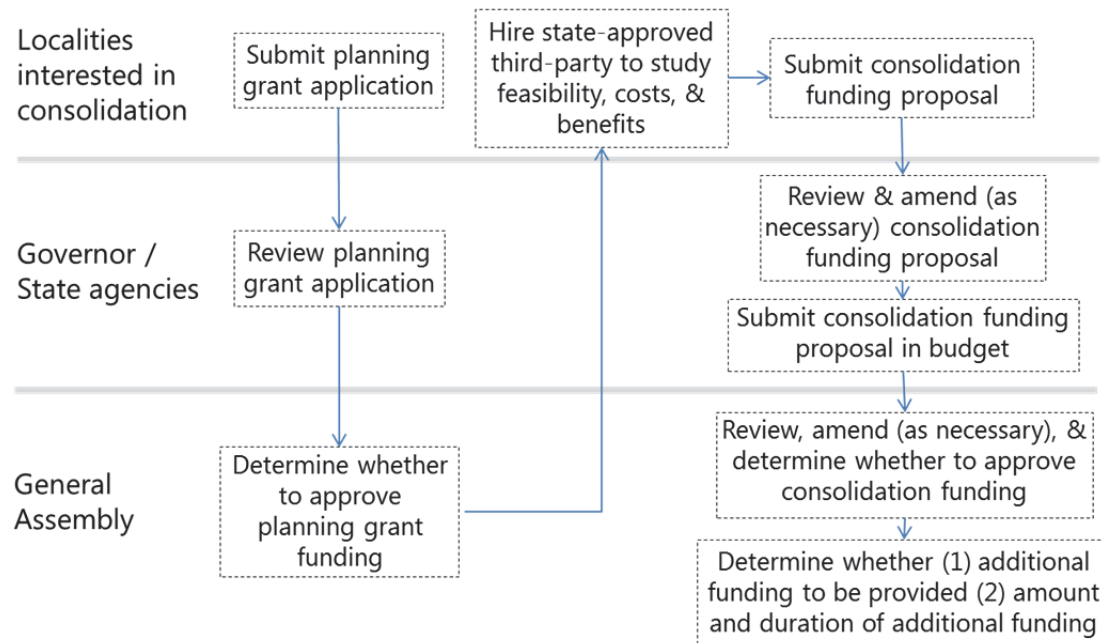 Localities
interested in
consolidation
Submit planning
grant application
Hire state-approved
third-party to study
feasibility, costs, &
benefits
Submit consolidation
funding proposal
Governor /
State agencies
Review planning
grant application
Review & amend (as
necessary) consolidation
funding proposal
Submit consolidation funding
proposal in budget
General
Assembly
Determine whether
to approve
planning grant
funding
Review, amend (as necessary), &
determine whether to approve
consolidation funding
Determine whether (1) additional
funding to be provided (2) amount
and duration of additional funding